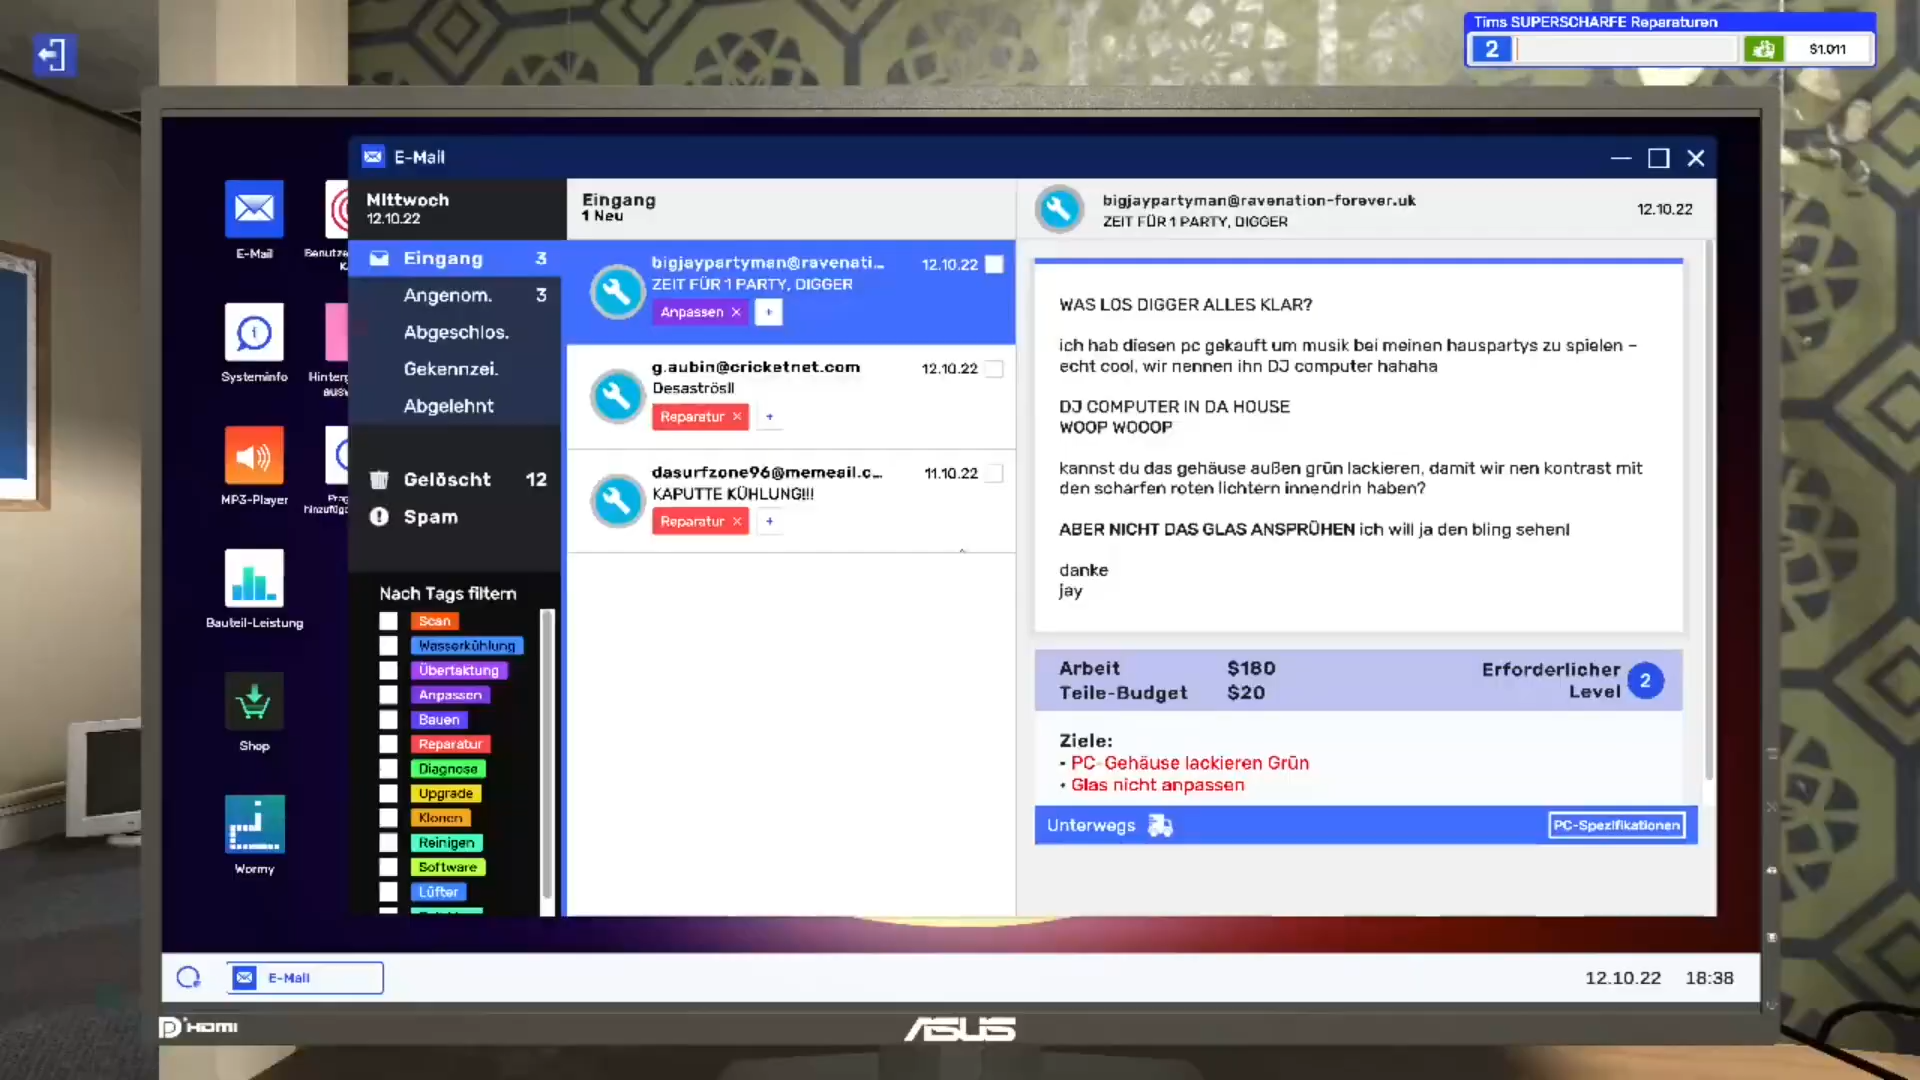 Tims SUPERSCHARFE Reparaturen
2
$1.011
E-Mail
Mittwoch
12.10.22
Eingang
1 Neu
bigjaypartyman@ravenation-forever.uk
ZEIT FÜR 1 PARTY, DIGGER
12.10.22
E-Mail
Systeminfo
MP3-Player
Bauteil-Leistung
Shop
Wormy
Eingang 3
Angenom. 3
Abgeschlos.
Gekennzei.
Abgelehnt
Gelöscht 12
Spam
Nach Tags filtern
Scan
Wasserkühlung
Übertaktung
Anpassen
Bauen
Reparatur
Diagnose
Upgrade
Klonen
Reinigen
Software
Lüfter
bigjaypartyman@ravenati... 12.10.22
ZEIT FÜR 1 PARTY, DIGGER
Anpassen × +
g.aubin@cricketnet.com 12.10.22
Desaströs!!
Reparatur × +
dasurfzone96@memeail.c... 11.10.22
KAPUTTE KÜHLUNG!!!
Reparatur × +
WAS LOS DIGGER ALLES KLAR?
ich hab diesen pc gekauft um musik bei meinen hauspartys zu spielen –
echt cool, wir nennen ihn DJ computer hahaha
DJ COMPUTER IN DA HOUSE
WOOP WOOOP
kannst du das gehäuse außen grün lackieren, damit wir nen kontrast mit
den scharfen roten lichtern innendrin haben?
ABER NICHT DAS GLAS ANSPRÜHEN ich will ja den bling sehen!
danke
jay
Arbeit $180
Teile-Budget $20
Erforderlicher
Level 2
Ziele:
• PC-Gehäuse lackieren Grün
• Glas nicht anpassen
Unterwegs
PC-Spezifikationen
E-Mail
12.10.22 18:38
HDMI
ASUS